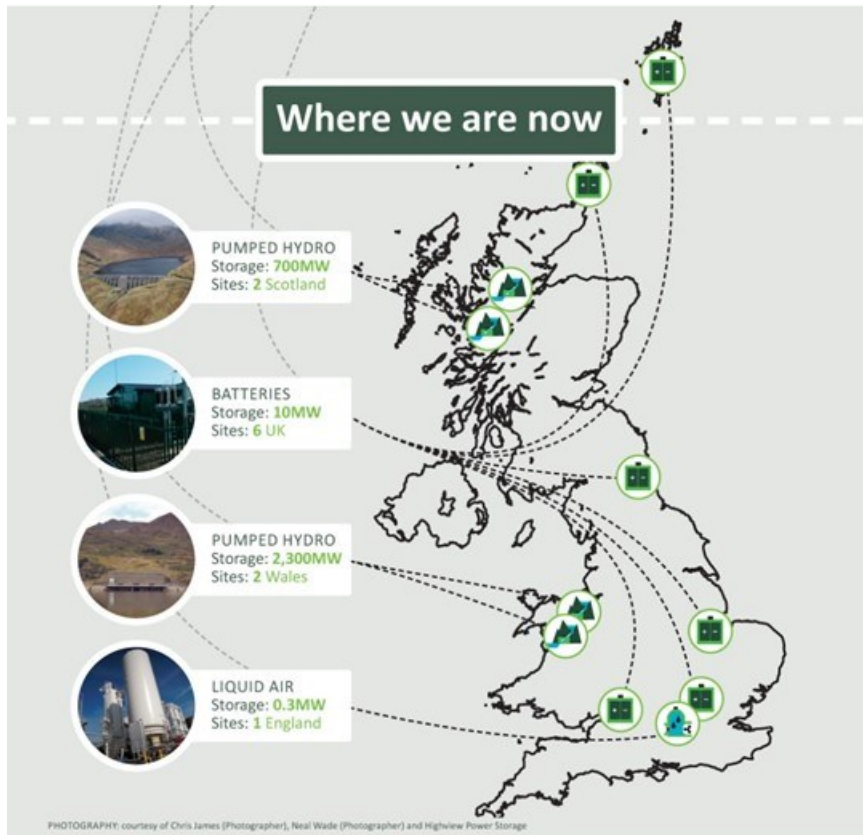 Where we are now
PUMPED HYDRO
Storage: 700MW
Sites: 2 Scotland
BATTERIES
Storage: 10MW
Sites: 6 UK
PUMPED HYDRO
Storage: 2,300MW
Sites: 2 Wales
LIQUID AIR
Storage: 0.3MW
Sites: 1 England
PHOTOGRAPHY: courtesy of Chris James (Photographer), Neal Wade (Photographer) and Highview Power Storage